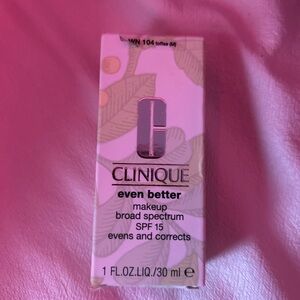 WN 104 toffee (M)
CLINIQUE
even better
makeup
broad spectrum
SPF 15
evens and corrects
1 FL.OZ.LIQ./30 ml e